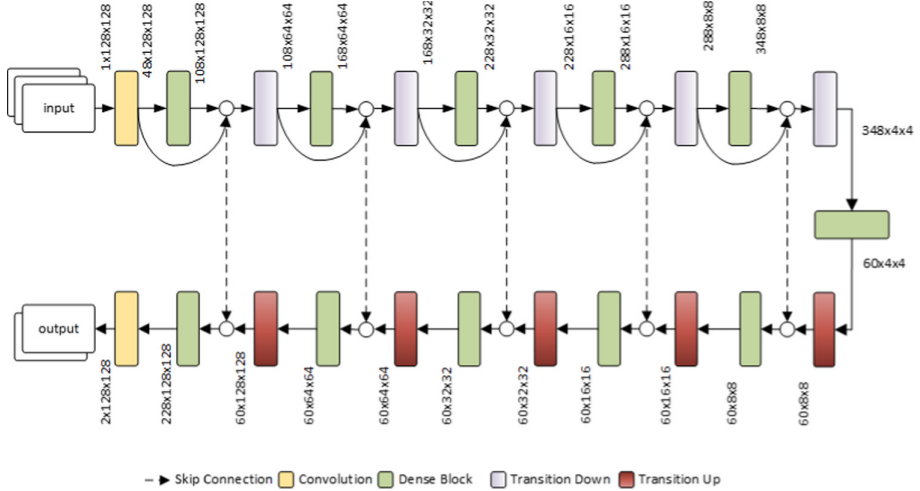 1x128x128
48x128x128
108x128x128
108x64x64
168x64x64
168x32x32
228x32x32
228x16x16
288x16x16
288x8x8
348x8x8
input
348x4x4
60x4x4
output
2x128x128
228x128x128
60x128x128
60x64x64
60x64x64
60x32x32
60x32x32
60x16x16
60x16x16
60x8x8
60x8x8
Skip Connection Convolution Dense Block Transition Down Transition Up